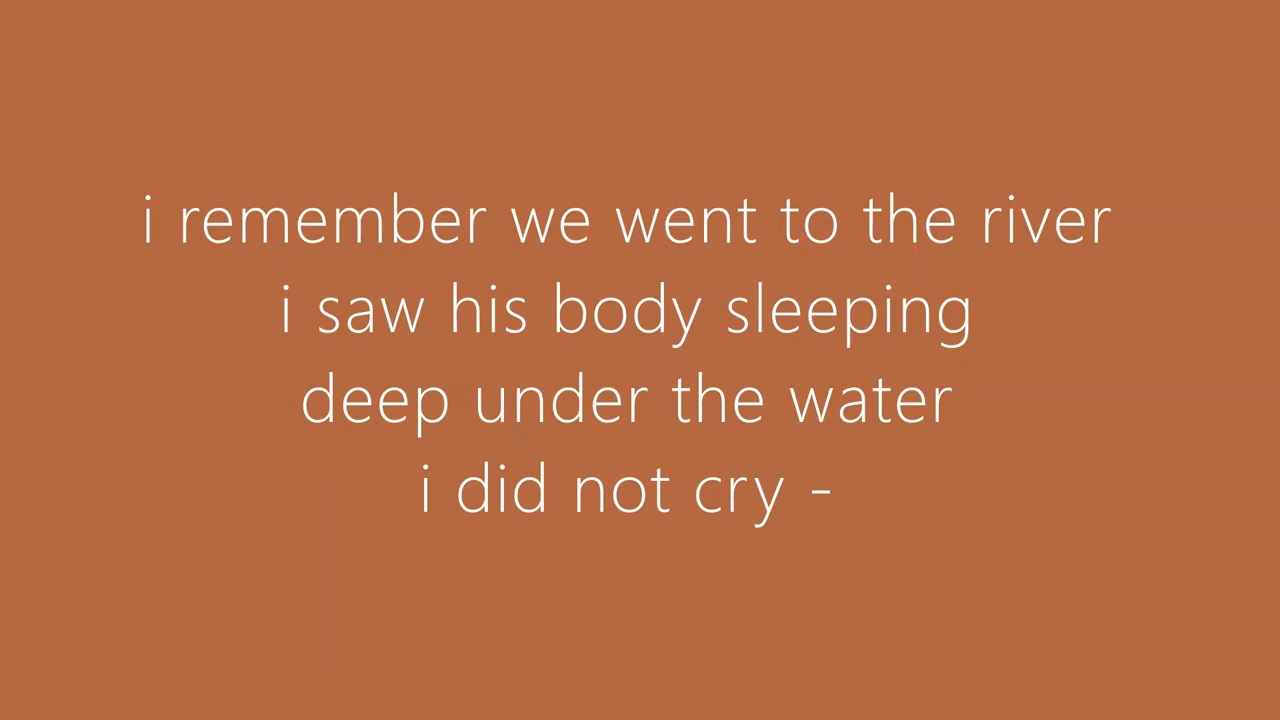 i remember we went to the river
i saw his body sleeping
deep under the water
i did not cry -